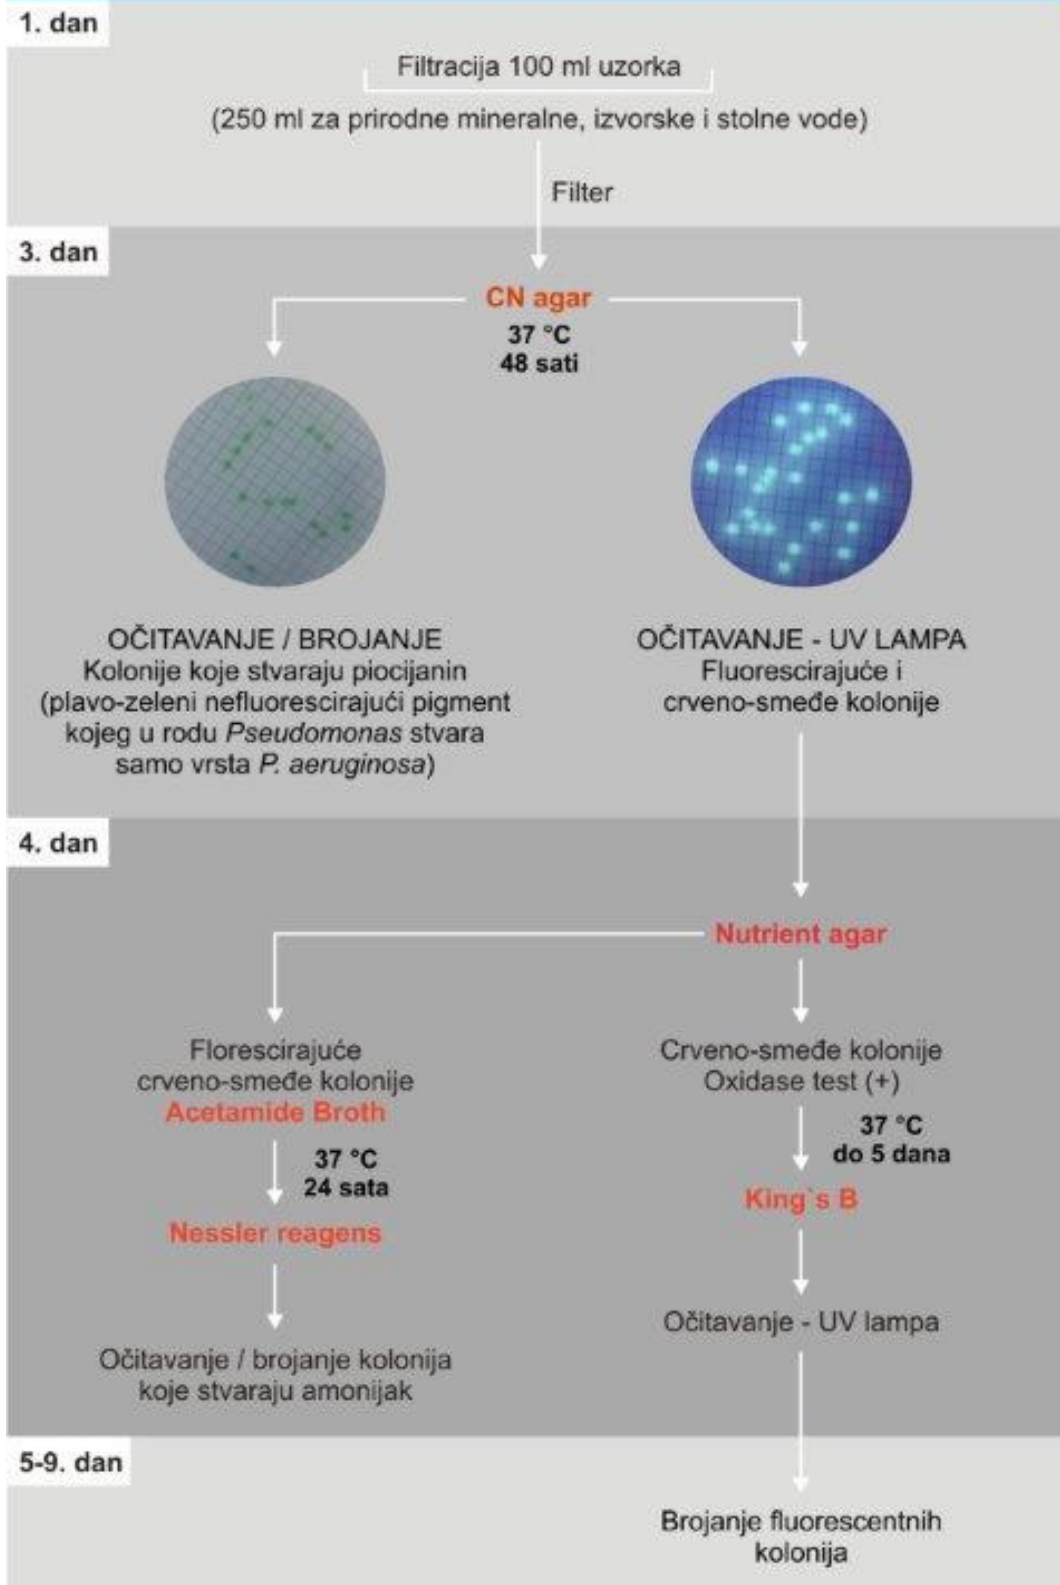 1. dan
Filtracija 100 ml uzorka
(250 ml za prirodne mineralne, izvorske i stolne vode)
Filter
3. dan
CN agar
37 °C
48 sati
OČITAVANJE / BROJANJE
Kolonije koje stvaraju piocijanin
(plavo-zeleni nefluorescirajući pigment
kojeg u rodu Pseudomonas stvara
samo vrsta P. aeruginosa)
OČITAVANJE - UV LAMPA
Fluorescirajuće i
crveno-smeđe kolonije
4. dan
Nutrient agar
Florescirajuće
crveno-smeđe kolonije
Acetamide Broth
37 °C
24 sata
Nessler reagens
Očitavanje / brojanje kolonija
koje stvaraju amonijak
Crveno-smeđe kolonije
Oxidase test (+)
37 °C
do 5 dana
King`s B
Očitavanje - UV lampa
5-9. dan
Brojanje fluorescentnih
kolonija